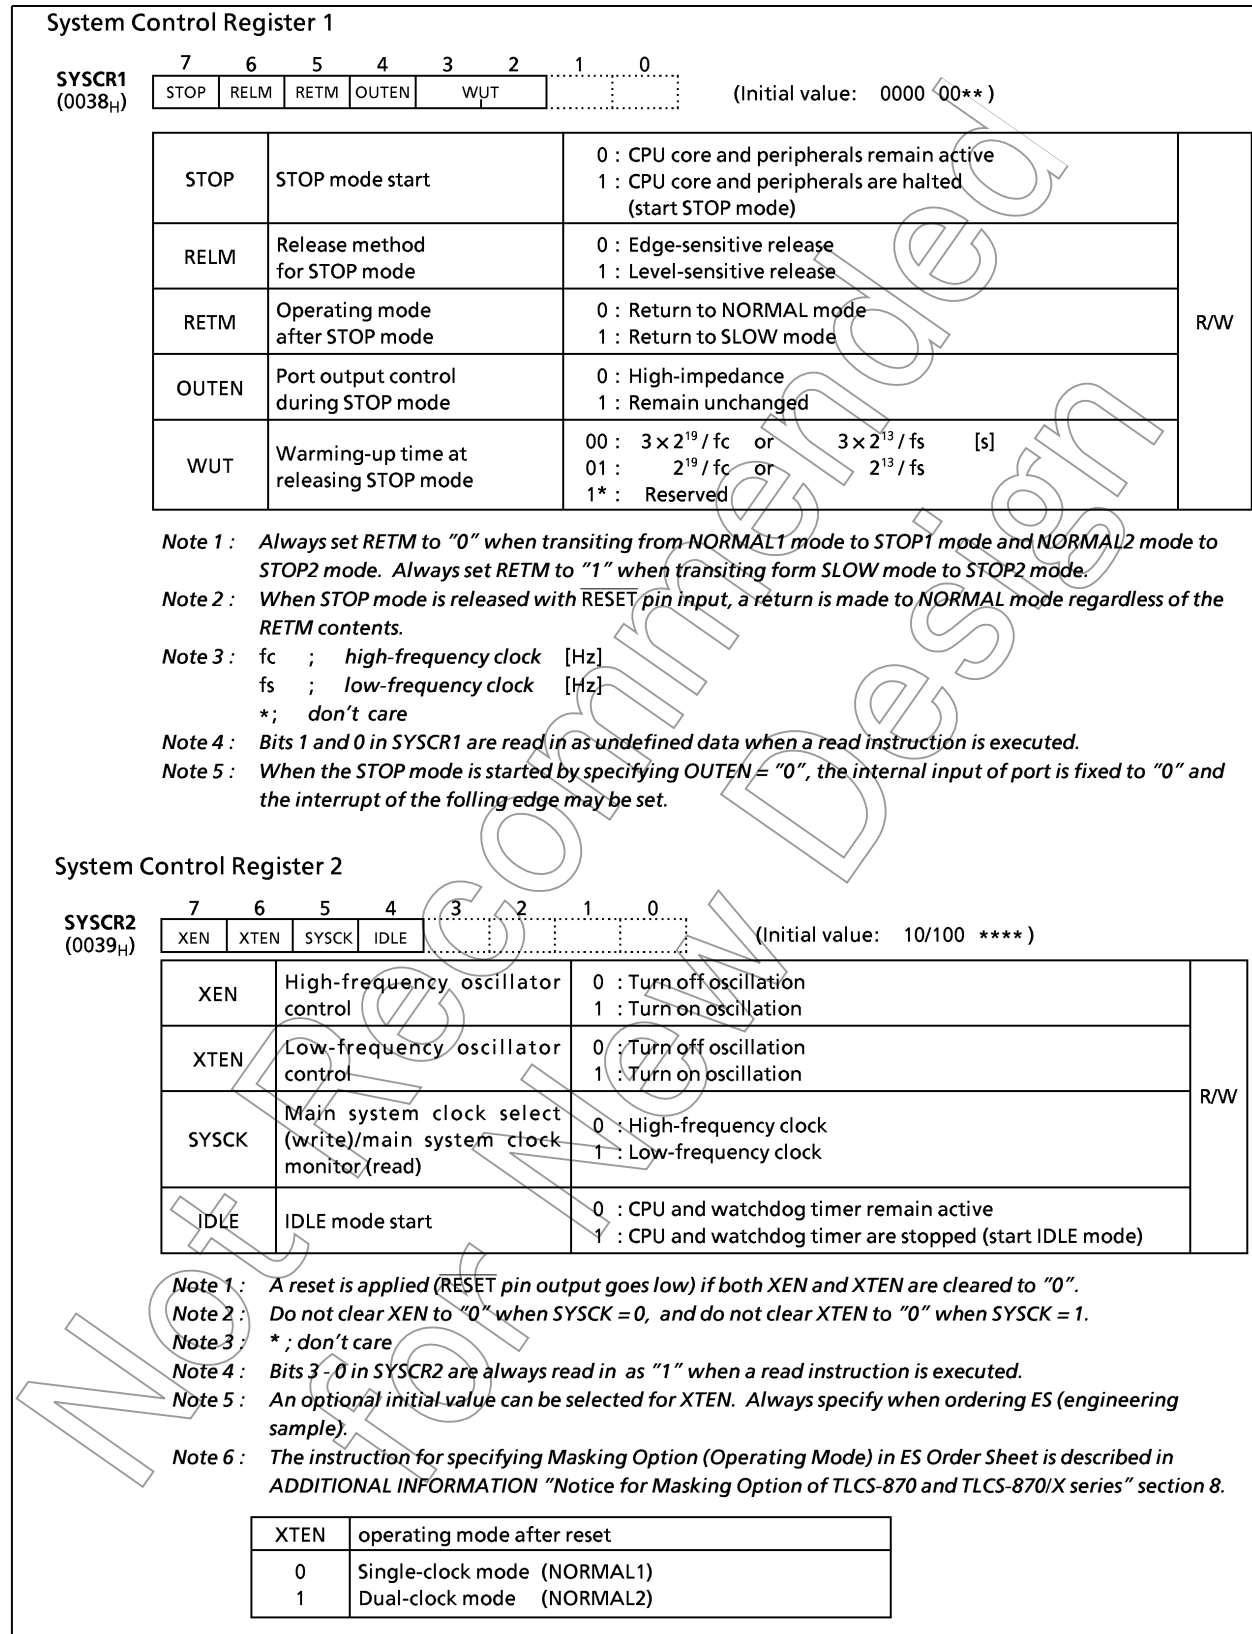 System Control Register 1
7 6 5 4 3 2 1 0
SYSCR1
(0038H)
STOP RELM RETM OUTEN WUT
(Initial value: 0000 00**)
STOP
STOP mode start
0 : CPU core and peripherals remain active
1 : CPU core and peripherals are halted
(start STOP mode)
RELM
Release method
for STOP mode
0 : Edge-sensitive release
1 : Level-sensitive release
RETM
Operating mode
after STOP mode
0 : Return to NORMAL mode
1 : Return to SLOW mode
R/W
OUTEN
Port output control
during STOP mode
0 : High-impedance
1 : Remain unchanged
WUT
Warming-up time at
releasing STOP mode
00 : 3 × 2¹⁹ / fc or 3 × 2¹³ / fs [s]
01 : 2¹⁹ / fc or 2¹³ / fs
1* : Reserved
Note 1 : Always set RETM to "0" when transiting from NORMAL1 mode to STOP1 mode and NORMAL2 mode to
STOP2 mode. Always set RETM to "1" when transiting form SLOW mode to STOP2 mode.
Note 2 : When STOP mode is released with RESET pin input, a return is made to NORMAL mode regardless of the
RETM contents.
Note 3 : fc ; high-frequency clock [Hz]
fs ; low-frequency clock [Hz]
*; don't care
Note 4 : Bits 1 and 0 in SYSCR1 are read in as undefined data when a read instruction is executed.
Note 5 : When the STOP mode is started by specifying OUTEN = "0", the internal input of port is fixed to "0" and
the interrupt of the folling edge may be set.
System Control Register 2
7 6 5 4 3 2 1 0
SYSCR2
(0039H)
XEN XTEN SYSCK IDLE
(Initial value: 10/100 ****)
XEN
High-frequency oscillator
control
0 : Turn off oscillation
1 : Turn on oscillation
XTEN
Low-frequency oscillator
control
0 : Turn off oscillation
1 : Turn on oscillation
R/W
SYSCK
Main system clock select
(write)/main system clock
monitor (read)
0 : High-frequency clock
1 : Low-frequency clock
IDLE
IDLE mode start
0 : CPU and watchdog timer remain active
1 : CPU and watchdog timer are stopped (start IDLE mode)
Note 1 : A reset is applied (RESET pin output goes low) if both XEN and XTEN are cleared to "0".
Note 2 : Do not clear XEN to "0" when SYSCK = 0, and do not clear XTEN to "0" when SYSCK = 1.
Note 3 : * ; don't care
Note 4 : Bits 3 - 0 in SYSCR2 are always read in as "1" when a read instruction is executed.
Note 5 : An optional initial value can be selected for XTEN. Always specify when ordering ES (engineering
sample).
Note 6 : The instruction for specifying Masking Option (Operating Mode) in ES Order Sheet is described in
ADDITIONAL INFORMATION "Notice for Masking Option of TLCS-870 and TLCS-870/X series" section 8.
XTEN operating mode after reset
0 Single-clock mode (NORMAL1)
1 Dual-clock mode (NORMAL2)
Not Recommended
for New Design